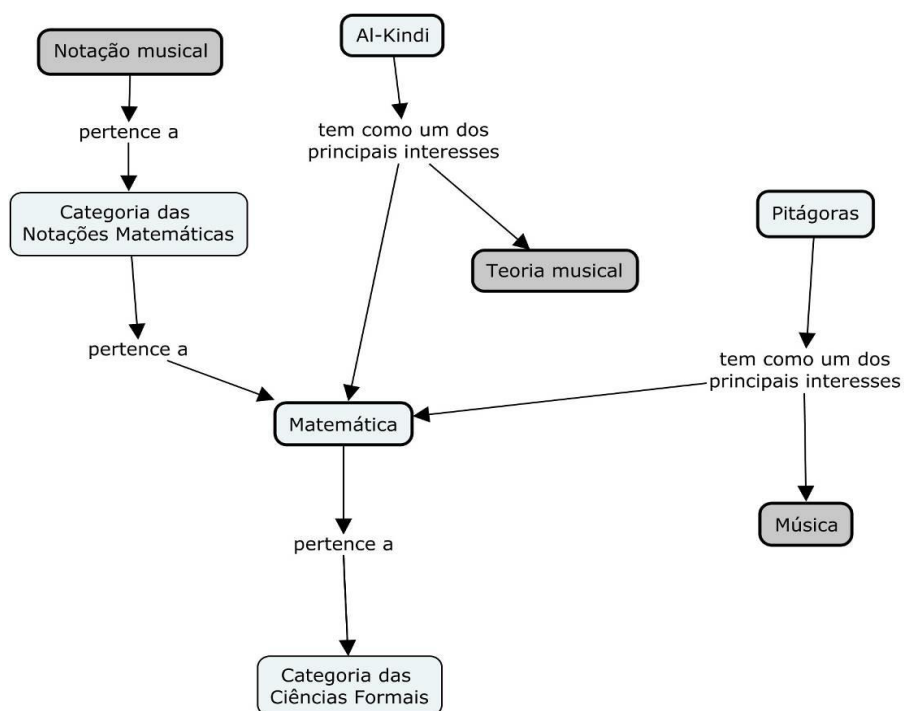 Notação musical
Al-Kindi
pertence a
tem como um dos
principais interesses
Categoria das
Notações Matemáticas
Pitágoras
Teoria musical
pertence a
tem como um dos
principais interesses
Matemática
Música
pertence a
Categoria das
Ciências Formais